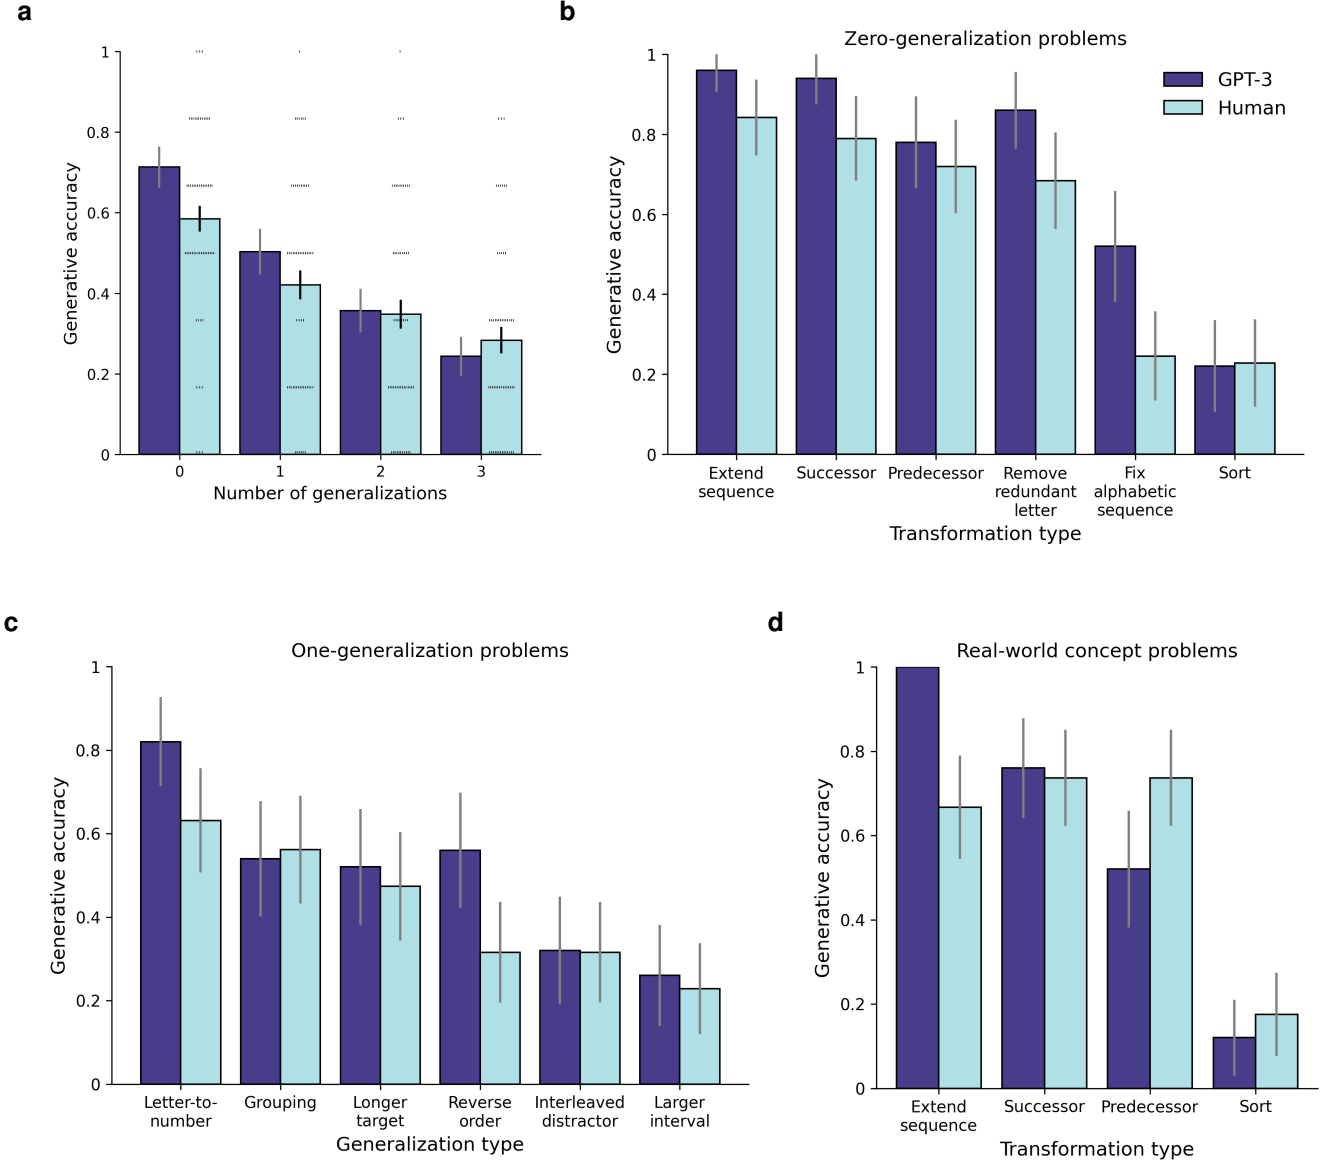 a
Generative accuracy
1
0.8
0.6
0.4
0.2
0
0 1 2 3
Number of generalizations
b
Zero-generalization problems
GPT-3
Human
Generative accuracy
1
0.8
0.6
0.4
0.2
0
Extend
sequence
Successor
Predecessor
Remove
redundant
letter
Fix
alphabetic
sequence
Sort
Transformation type
c
One-generalization problems
Generative accuracy
1
0.8
0.6
0.4
0.2
0
Letter-to-
number
Grouping
Longer
target
Reverse
order
Interleaved
distractor
Larger
interval
Generalization type
d
Real-world concept problems
Generative accuracy
1
0.8
0.6
0.4
0.2
0
Extend
sequence
Successor
Predecessor
Sort
Transformation type